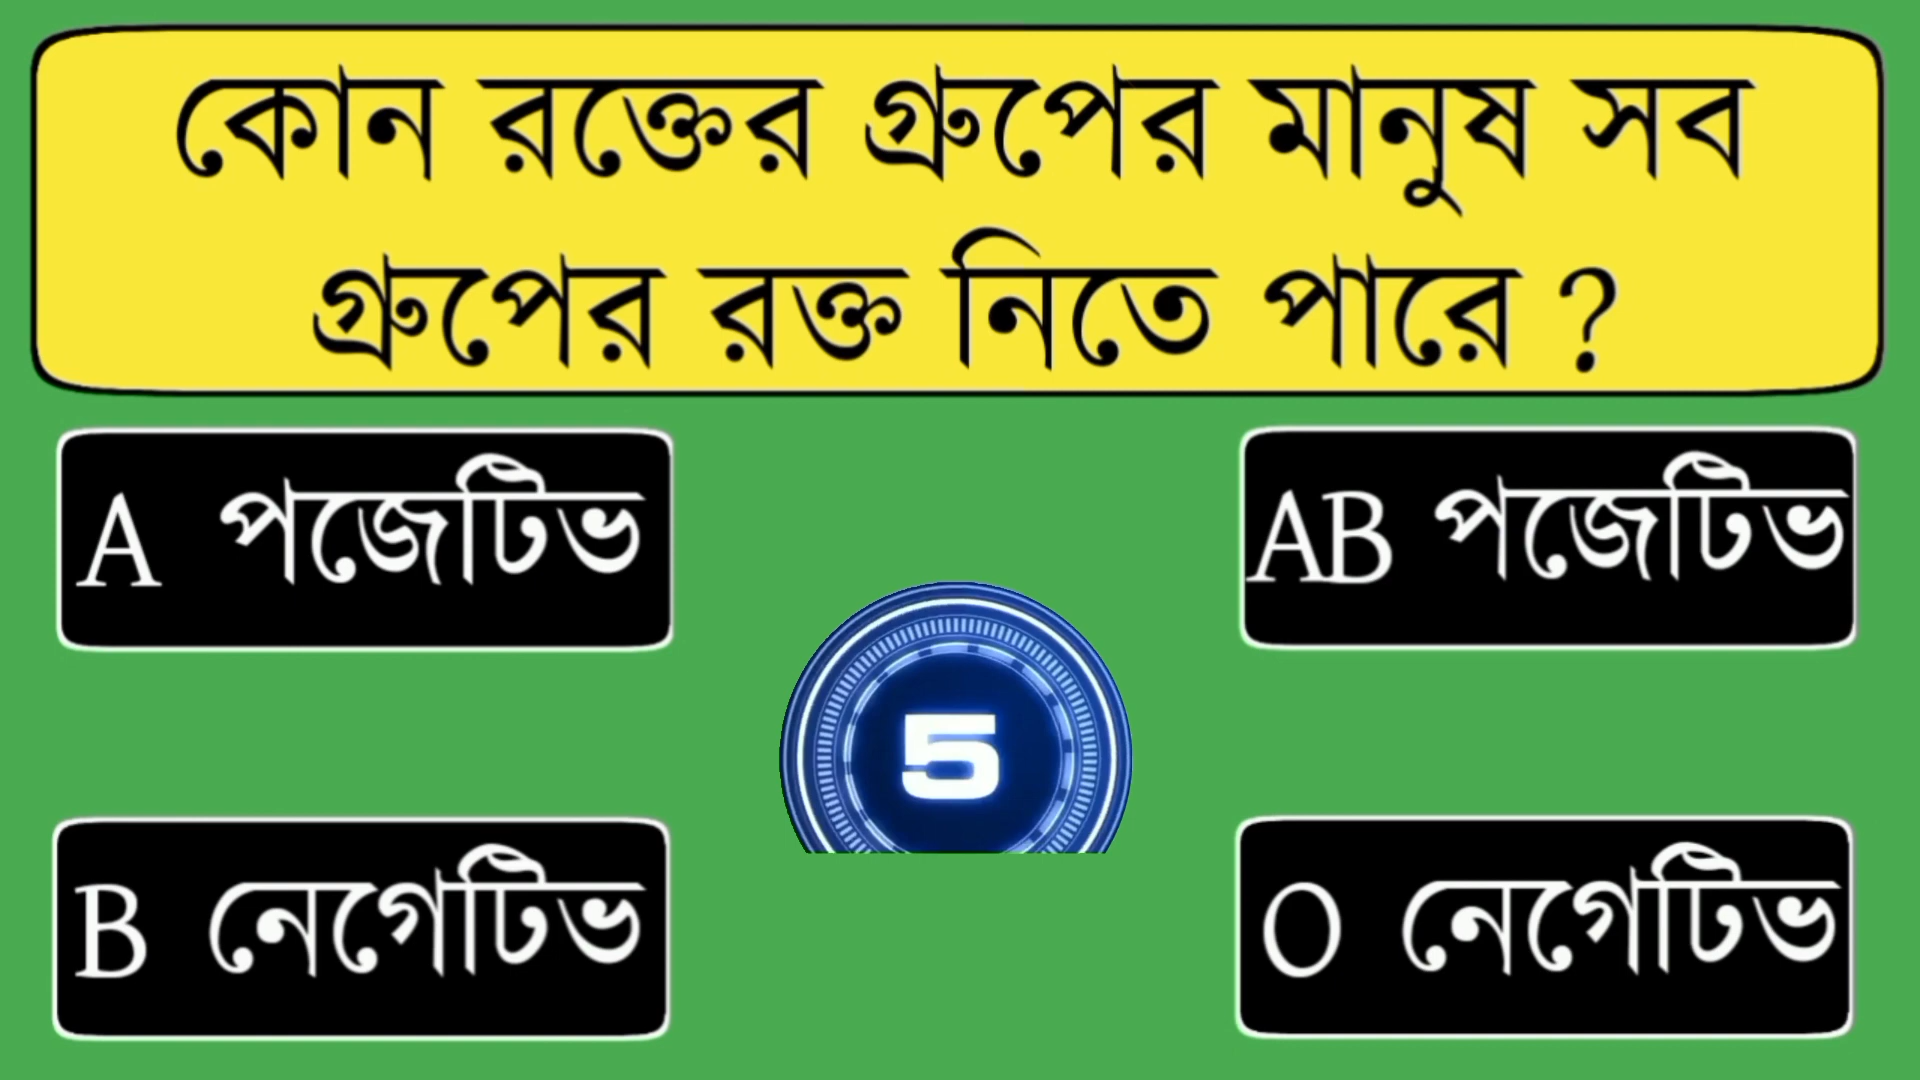 কোন রক্তের গ্রুপের মানুষ সব
গ্রুপের রক্ত নিতে পারে ?
A পজেটিভ
AB পজেটিভ
5
B নেগেটিভ
O নেগেটিভ